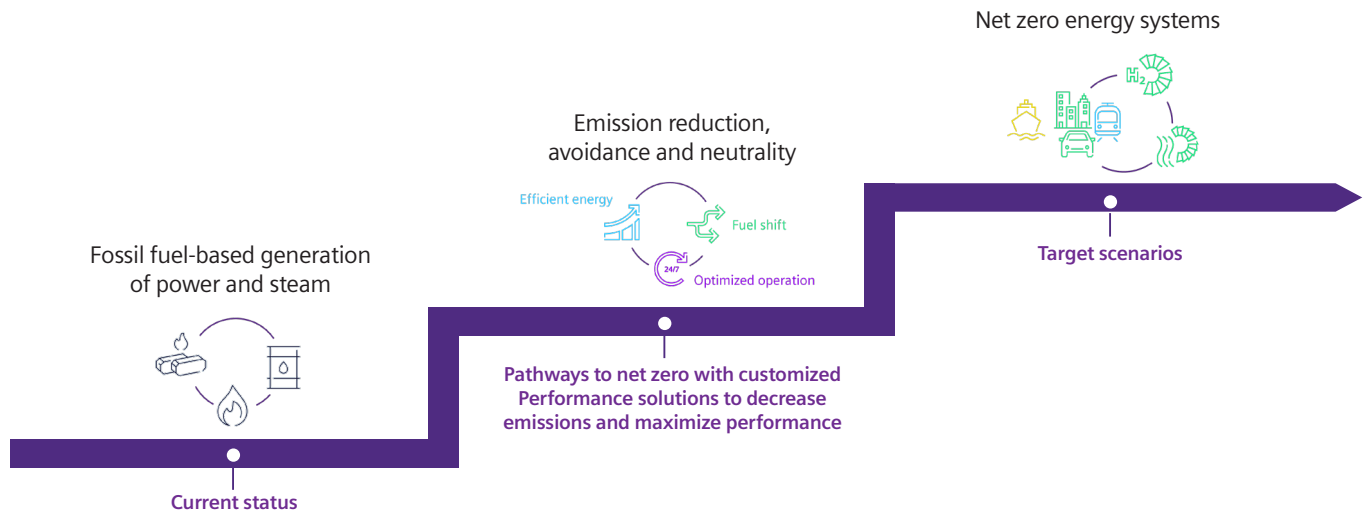 Net zero energy systems
H2
Emission reduction,
avoidance and neutrality
Efficient energy
Fuel shift
24/7
Optimized operation
Target scenarios
Fossil fuel-based generation
of power and steam
Pathways to net zero with customized
Performance solutions to decrease
emissions and maximize performance
Current status